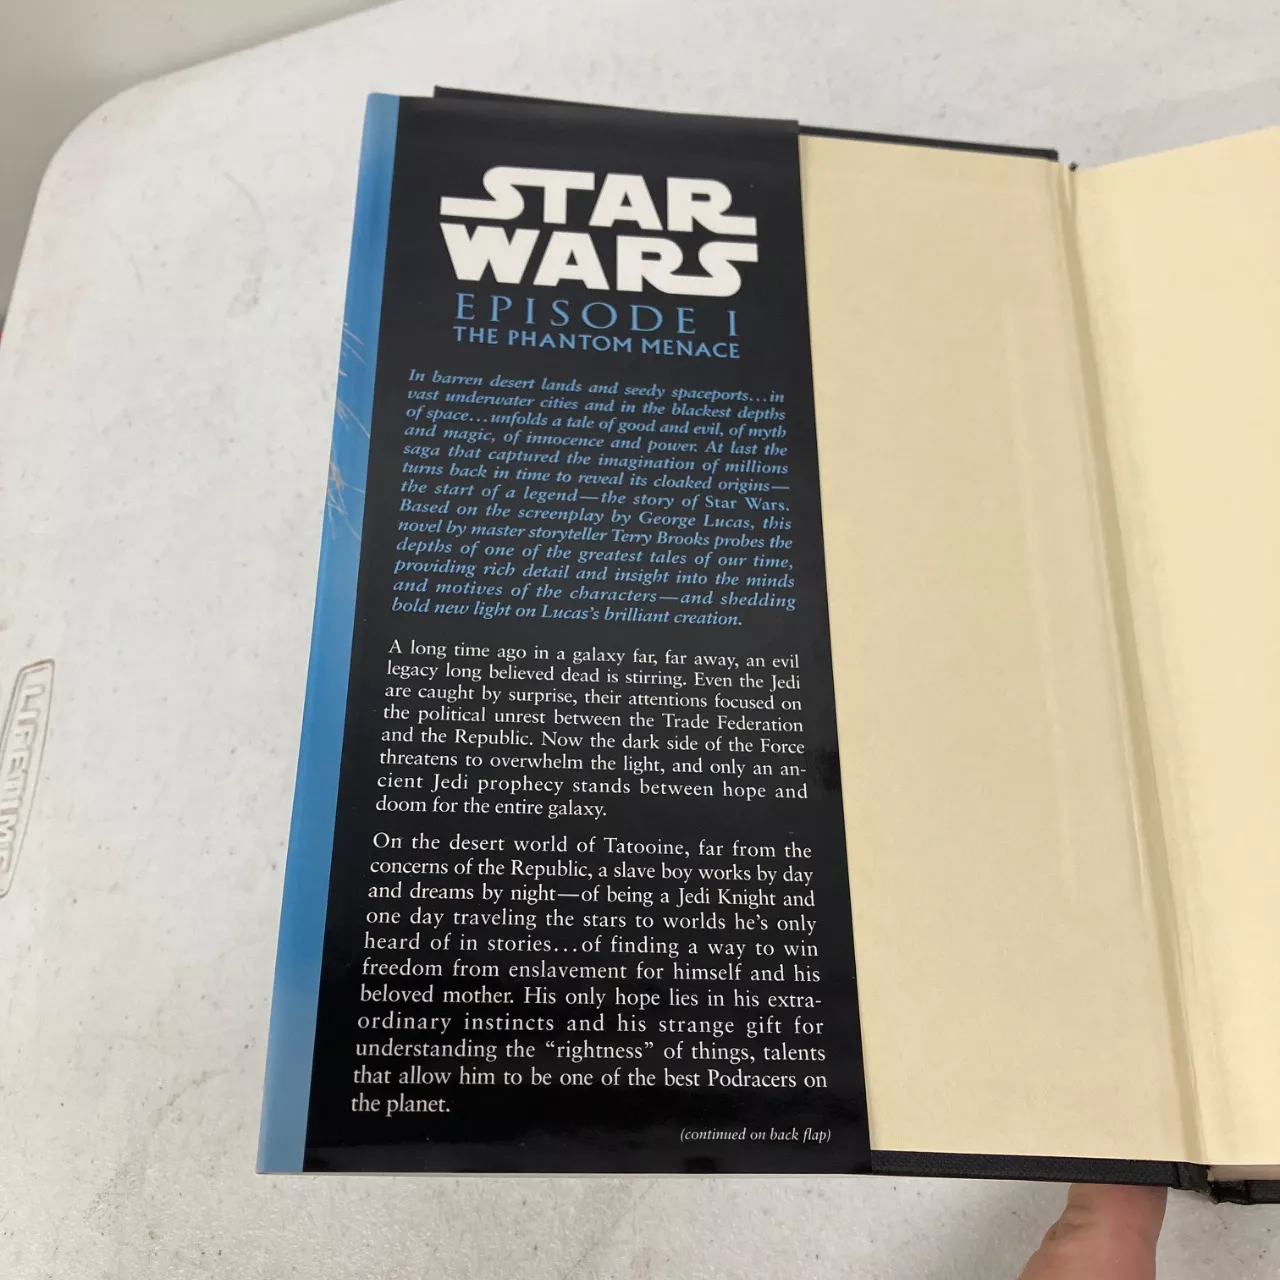 STAR
WARS
EPISODE I
THE PHANTOM MENACE
In barren desert lands and seedy spaceports...in
vast underwater cities and in the blackest depths
of space...unfolds a tale of good and evil, of myth
and magic, of innocence and power. At last the
saga that captured the imagination of millions
turns back in time to reveal its cloaked origins—
the start of a legend—the story of Star Wars.
Based on the screenplay by George Lucas, this
novel by master storyteller Terry Brooks probes the
depths of one of the greatest tales of our time,
providing rich detail and insight into the minds
and motives of the characters—and shedding
bold new light on Lucas's brilliant creation.
A long time ago in a galaxy far, far away, an evil
legacy long believed dead is stirring. Even the Jedi
are caught by surprise, their attentions focused on
the political unrest between the Trade Federation
and the Republic. Now the dark side of the Force
threatens to overwhelm the light, and only an an-
cient Jedi prophecy stands between hope and
doom for the entire galaxy.
On the desert world of Tatooine, far from the
concerns of the Republic, a slave boy works by day
and dreams by night—of being a Jedi Knight and
one day traveling the stars to worlds he's only
heard of in stories...of finding a way to win
freedom from enslavement for himself and his
beloved mother. His only hope lies in his extra-
ordinary instincts and his strange gift for
understanding the "rightness" of things, talents
that allow him to be one of the best Podracers on
the planet.
(continued on back flap)